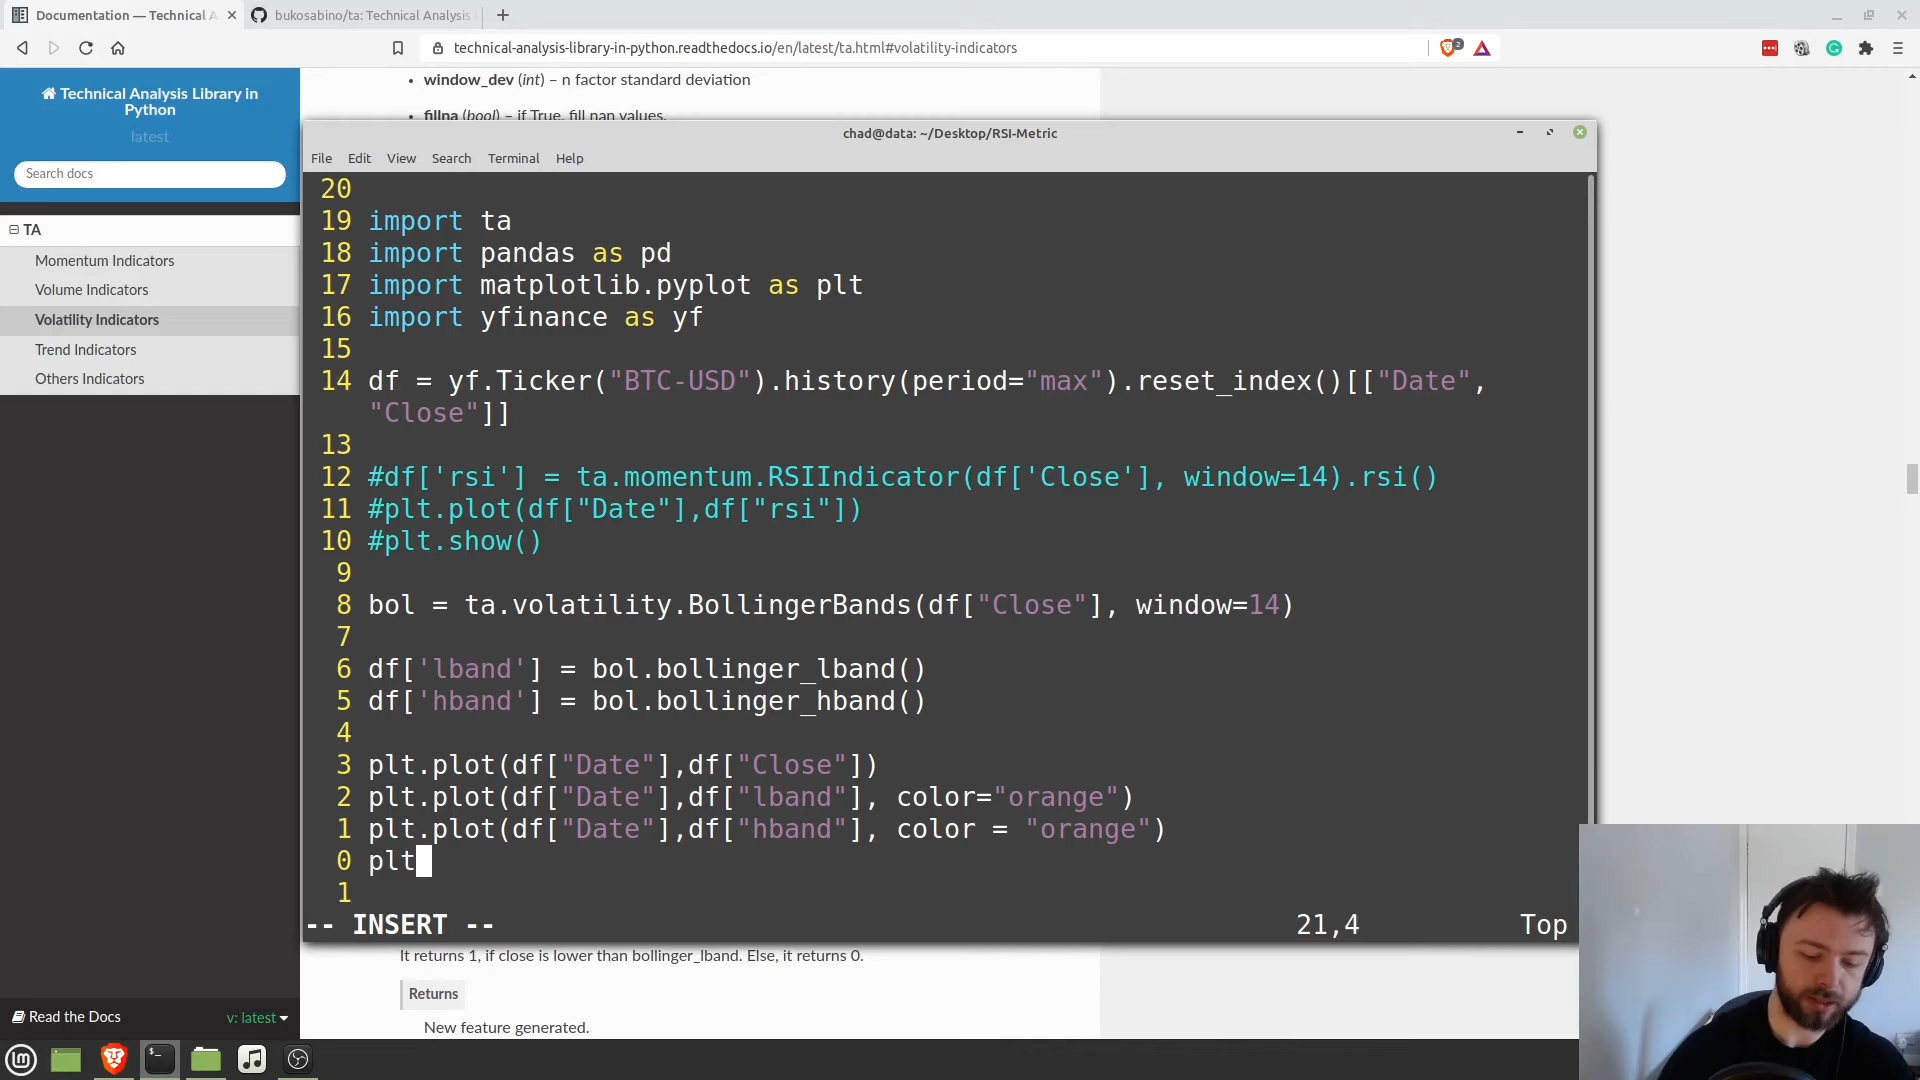 Documentation — Technical A
bukosabino/ta: Technical Analysis
technical-analysis-library-in-python.readthedocs.io/en/latest/ta.html#volatility-indicators
2
Technical Analysis Library in
Python
latest
Search docs
TA
Momentum Indicators
Volume Indicators
Volatility Indicators
Trend Indicators
Others Indicators
Read the Docs
v: latest
• window_dev (int) – n factor standard deviation
• fillna (bool) – if True, fill nan values.
chad@data: ~/Desktop/RSI-Metric
File Edit View Search Terminal Help
20
19 import ta
18 import pandas as pd
17 import matplotlib.pyplot as plt
16 import yfinance as yf
15
14 df = yf.Ticker("BTC-USD").history(period="max").reset_index()[["Date",
"Close"]]
13
12 #df['rsi'] = ta.momentum.RSIIndicator(df['Close'], window=14).rsi()
11 #plt.plot(df["Date"],df["rsi"])
10 #plt.show()
9
8 bol = ta.volatility.BollingerBands(df["Close"], window=14)
7
6 df['lband'] = bol.bollinger_lband()
5 df['hband'] = bol.bollinger_hband()
4
3 plt.plot(df["Date"],df["Close"])
2 plt.plot(df["Date"],df["lband"], color="orange")
1 plt.plot(df["Date"],df["hband"], color = "orange")
0 plt
1
-- INSERT -- 21,4 Top
It returns 1, if close is lower than bollinger_lband. Else, it returns 0.
Returns
New feature generated.